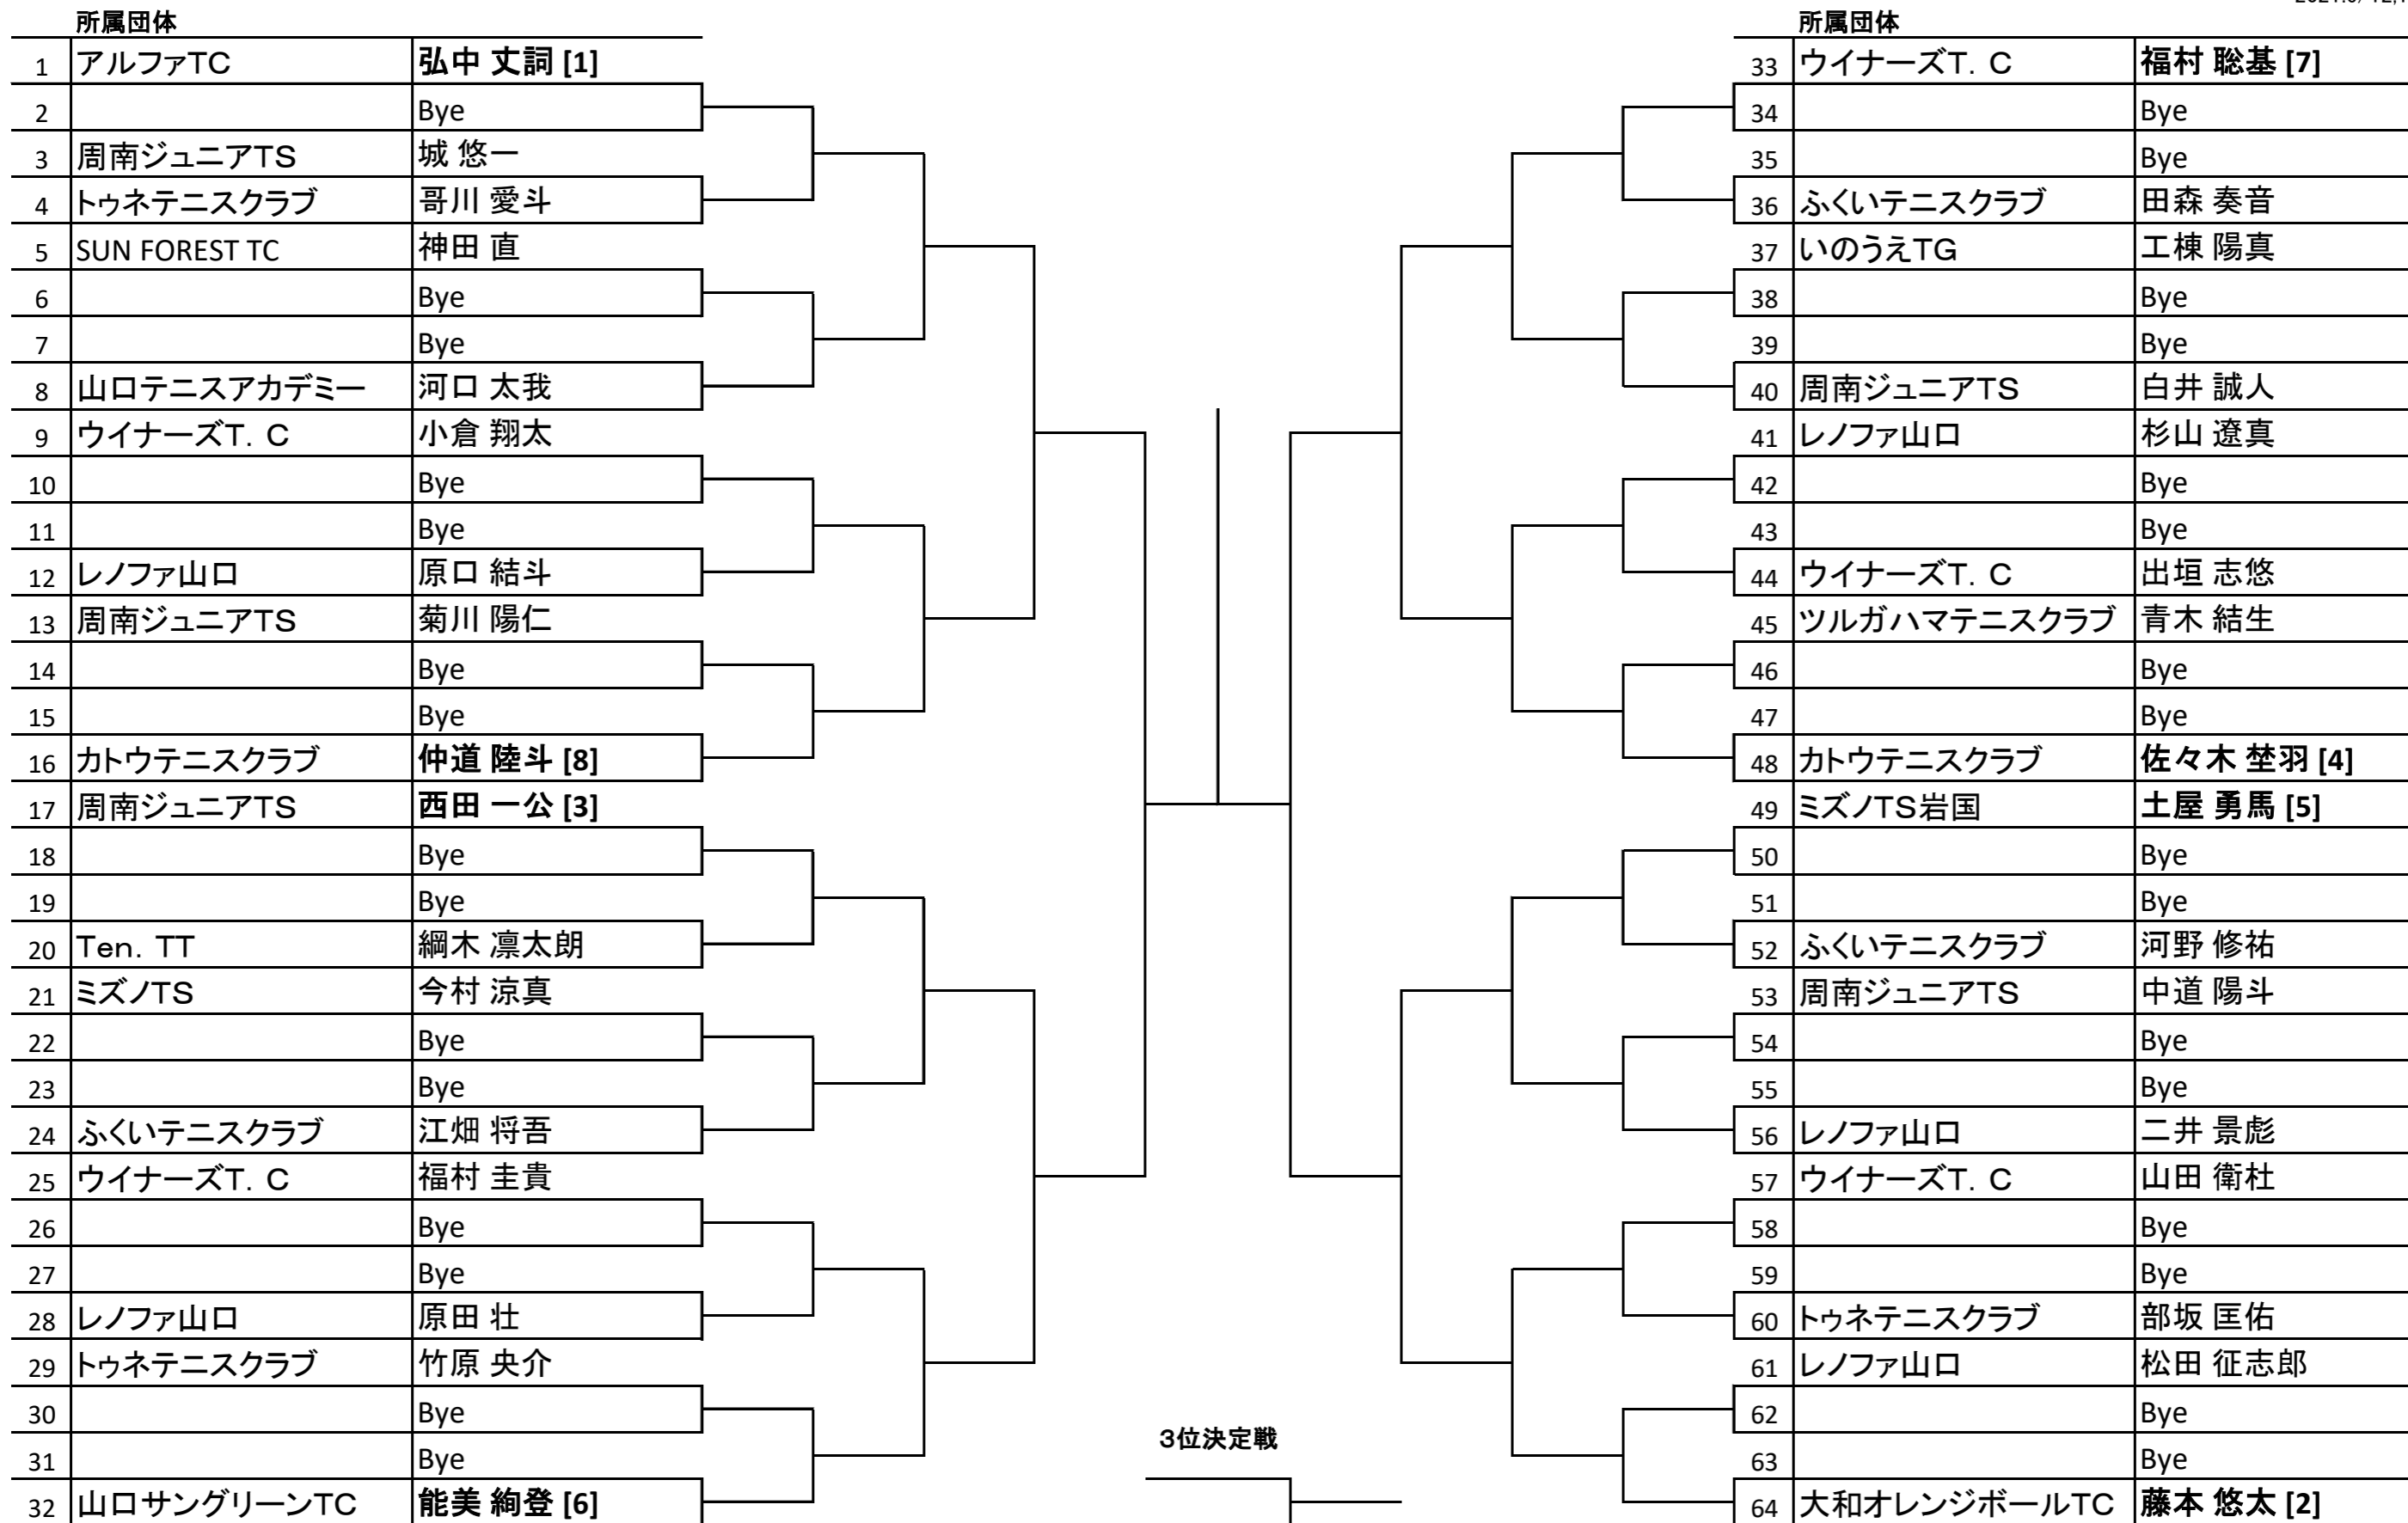 所属団体
1 アルファTC 弘中 丈詞 [1]
2 Bye
3 周南ジュニアTS 城 悠一
4 トゥネテニスクラブ 哥川 愛斗
5 SUN FOREST TC 神田 直
6 Bye
7 Bye
8 山口テニスアカデミー 河口 太我
9 ウイナーズT．C 小倉 翔太
10 Bye
11 Bye
12 レノファ山口 原口 結斗
13 周南ジュニアTS 菊川 陽仁
14 Bye
15 Bye
16 カトウテニスクラブ 仲道 陸斗 [8]
17 周南ジュニアTS 西田 一公 [3]
18 Bye
19 Bye
20 Ten．TT 綱木 凛太朗
21 ミズノTS 今村 涼真
22 Bye
23 Bye
24 ふくいテニスクラブ 江畑 将吾
25 ウイナーズT．C 福村 圭貴
26 Bye
27 Bye
28 レノファ山口 原田 壮
29 トゥネテニスクラブ 竹原 央介
30 Bye
31 Bye
32 山口サングリーンTC 能美 絢登 [6]
3位決定戦
所属団体
33 ウイナーズT．C 福村 聡基 [7]
34 Bye
35 Bye
36 ふくいテニスクラブ 田森 奏音
37 いのうえTG 工棟 陽真
38 Bye
39 Bye
40 周南ジュニアTS 白井 誠人
41 レノファ山口 杉山 遼真
42 Bye
43 Bye
44 ウイナーズT．C 出垣 志悠
45 ツルガハマテニスクラブ 青木 結生
46 Bye
47 Bye
48 カトウテニスクラブ 佐々木 埜羽 [4]
49 ミズノTS岩国 土屋 勇馬 [5]
50 Bye
51 Bye
52 ふくいテニスクラブ 河野 修祐
53 周南ジュニアTS 中道 陽斗
54 Bye
55 Bye
56 レノファ山口 二井 景彪
57 ウイナーズT．C 山田 衛杜
58 Bye
59 Bye
60 トゥネテニスクラブ 部坂 匡佑
61 レノファ山口 松田 征志郎
62 Bye
63 Bye
64 大和オレンジボールTC 藤本 悠太 [2]